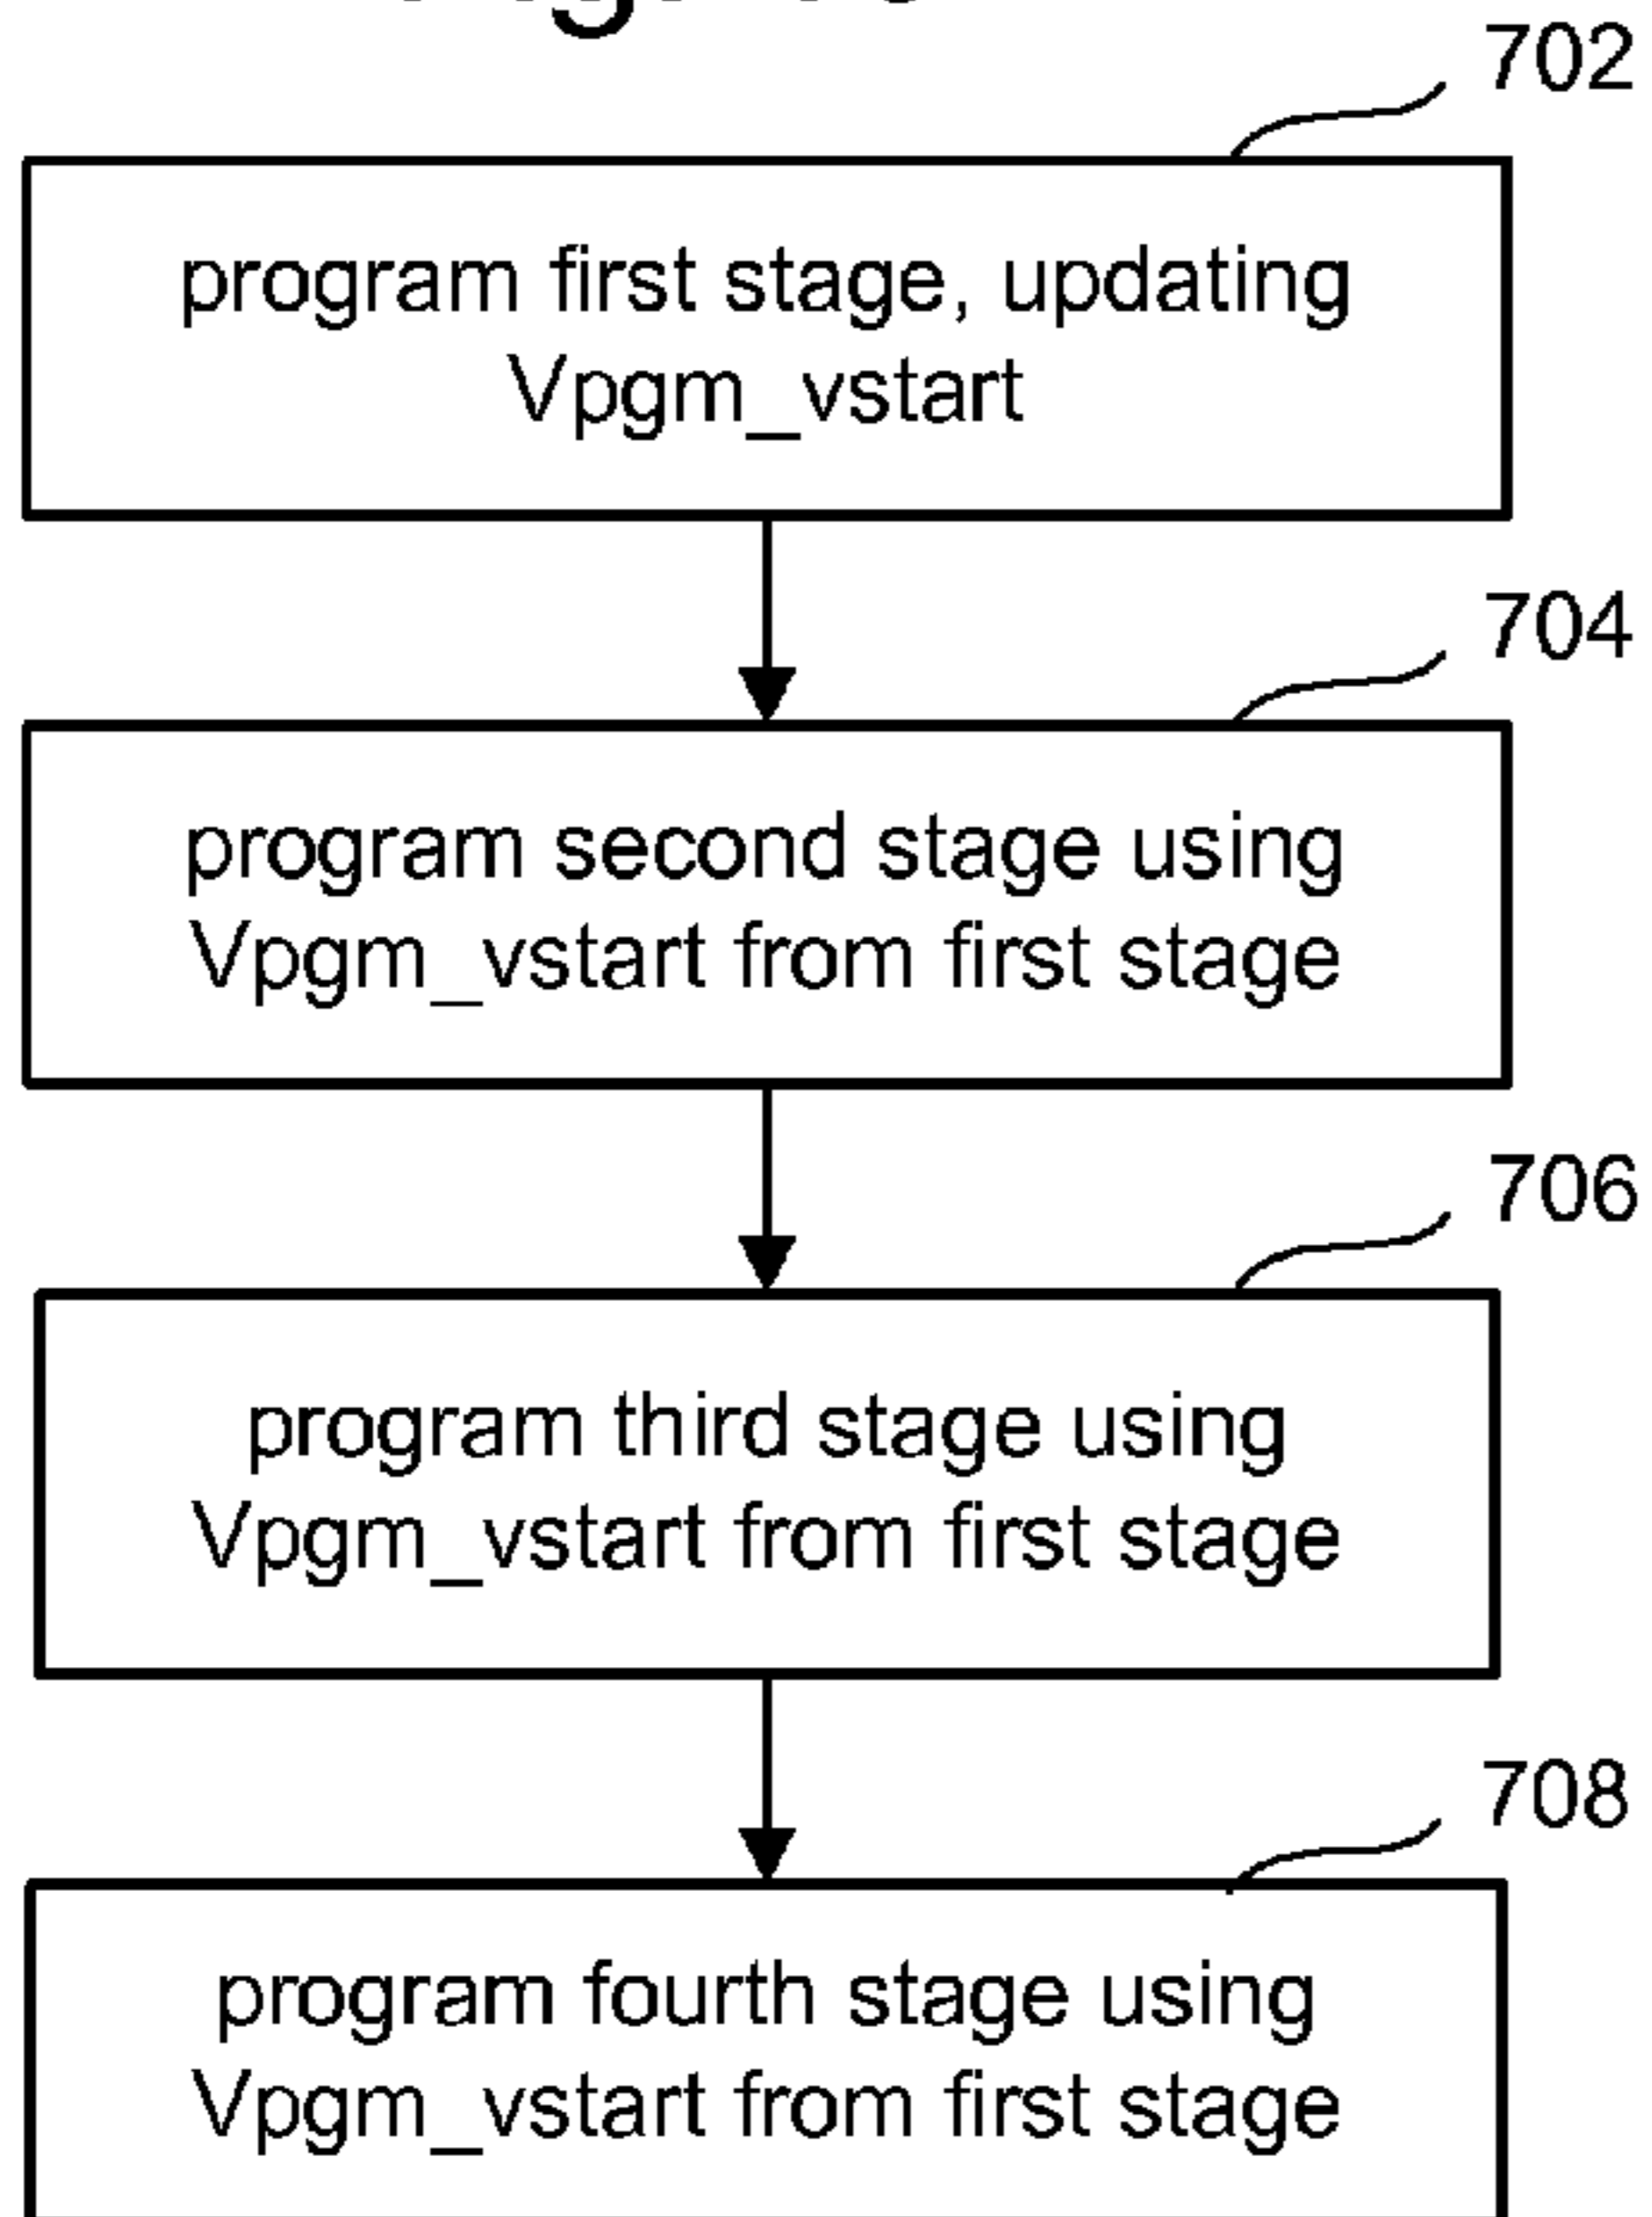 702
program first stage, updating
Vpgm_vstart
704
program second stage using
Vpgm_vstart from first stage
706
program third stage using
Vpgm_vstart from first stage
708
program fourth stage using
Vpgm_vstart from first stage